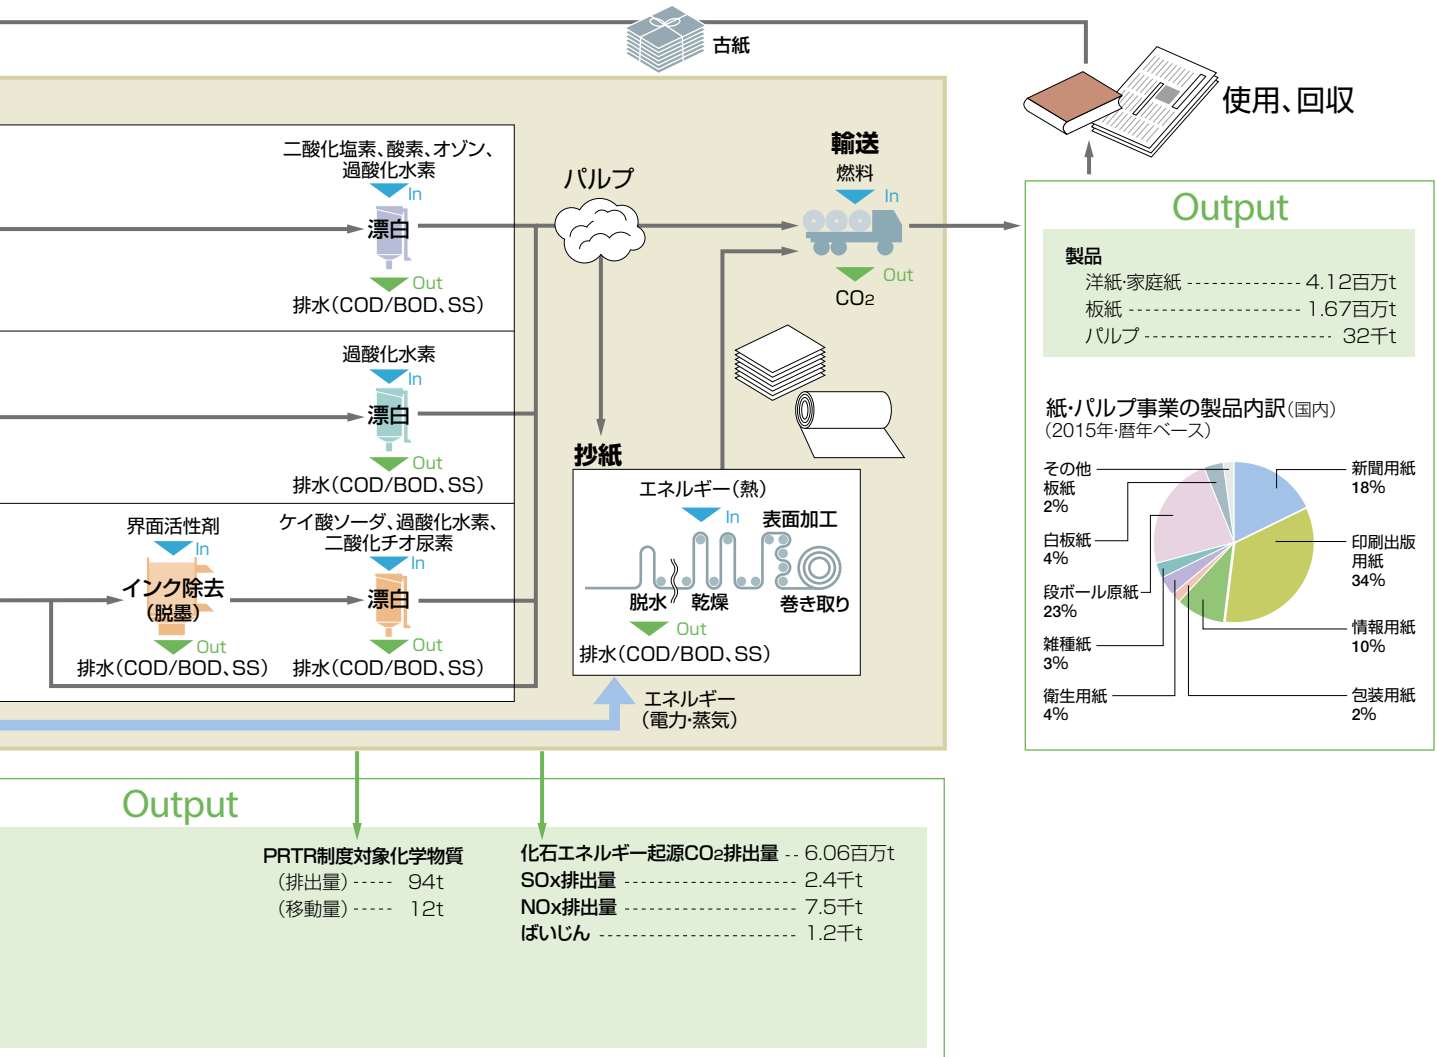 古紙
使用、回収
二酸化塩素、酸素、オゾン、
過酸化水素
In
漂白
Out
排水(COD/BOD、SS)
パルプ
輸送
燃料
In
Out
CO2
過酸化水素
In
漂白
Out
排水(COD/BOD、SS)
界面活性剤
In
インク除去
(脱墨)
Out
排水(COD/BOD、SS)
ケイ酸ソーダ、過酸化水素、
二酸化チオ尿素
In
漂白
Out
排水(COD/BOD、SS)
抄紙
エネルギー(熱)
In
表面加工
脱水
乾燥
巻き取り
Out
排水(COD/BOD、SS)
エネルギー
(電力・蒸気)
Output
製品
洋紙・家庭紙 -------------- 4.12百万t
板紙 --------------------- 1.67百万t
パルプ ----------------------- 32千t
紙・パルプ事業の製品内訳(国内)
(2015年・暦年ベース)
新聞用紙
18%
印刷出版
用紙
34%
情報用紙
10%
包装用紙
2%
その他
板紙
2%
白板紙
4%
段ボール原紙
23%
雑種紙
3%
衛生用紙
4%
Output
PRTR制度対象化学物質
(排出量) ----- 94t
(移動量) ----- 12t
化石エネルギー起源CO2排出量 -- 6.06百万t
SOx排出量 --------------------- 2.4千t
NOx排出量 --------------------- 7.5千t
ばいじん ------------------------ 1.2千t